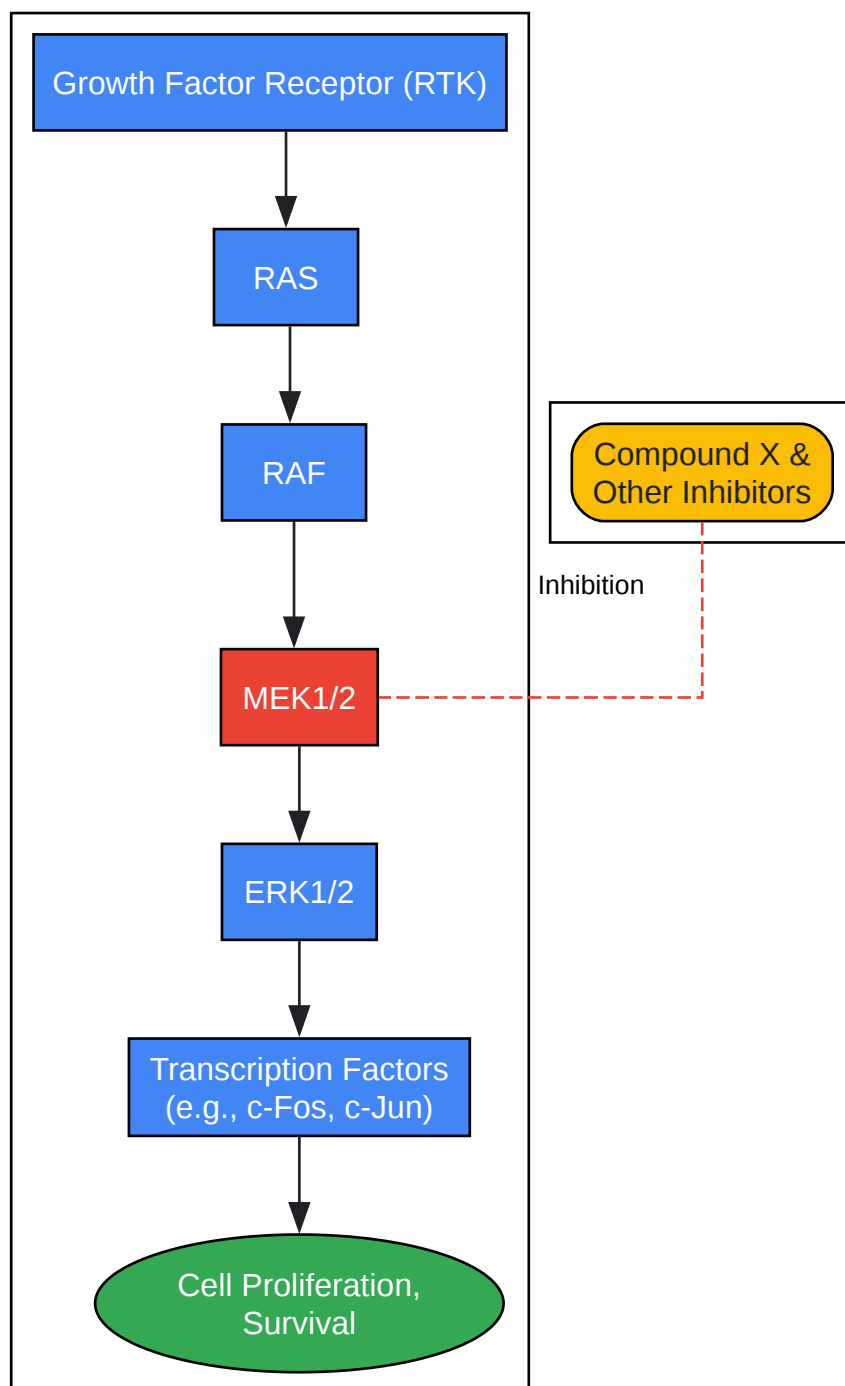 Growth Factor Receptor (RTK)
RAS
RAF
Compound X &
Other Inhibitors
Inhibition
MEK1/2
ERK1/2
Transcription Factors
(e.g., c-Fos, c-Jun)
Cell Proliferation,
Survival